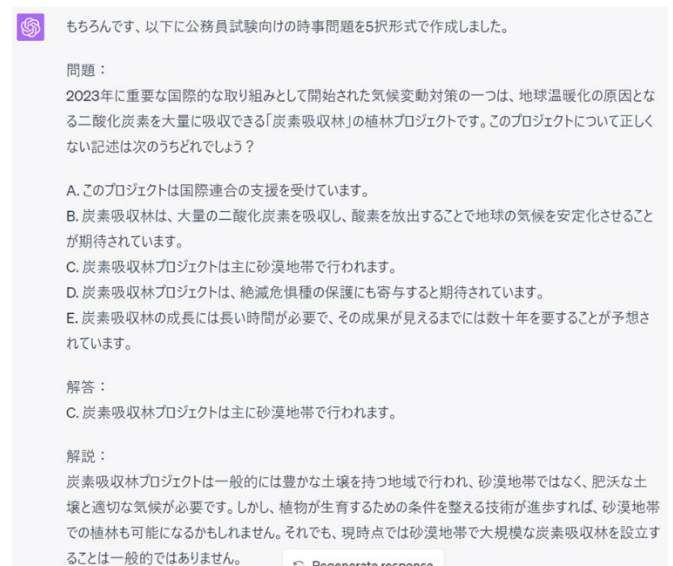 もちろんです、以下に公務員試験向けの時事問題を5択形式で作成しました。
問題：
2023年に重要な国際的な取り組みとして開始された気候変動対策の一つは、地球温暖化の原因とな
る二酸化炭素を大量に吸収できる「炭素吸収林」の植林プロジェクトです。このプロジェクトについて正しく
ない記述は次のうちどれでしょう？
A. このプロジェクトは国際連合の支援を受けています。
B. 炭素吸収林は、大量の二酸化炭素を吸収し、酸素を放出することで地球の気候を安定化させること
が期待されています。
C. 炭素吸収林プロジェクトは主に砂漠地帯で行われます。
D. 炭素吸収林プロジェクトは、絶滅危惧種の保護にも寄与すると期待されています。
E. 炭素吸収林の成長には長い時間が必要で、その成果が見えるまでには数十年を要することが予想さ
れています。
解答：
C. 炭素吸収林プロジェクトは主に砂漠地帯で行われます。
解説：
炭素吸収林プロジェクトは一般的には豊かな土壌を持つ地域で行われ、砂漠地帯ではなく、肥沃な土
壌と適切な気候が必要です。しかし、植物が生育するための条件を整える技術が進歩すれば、砂漠地帯
での植林も可能になるかもしれません。それでも、現時点では砂漠地帯で大規模な炭素吸収林を設立す
ることは一般的ではありません。
Regenerate response